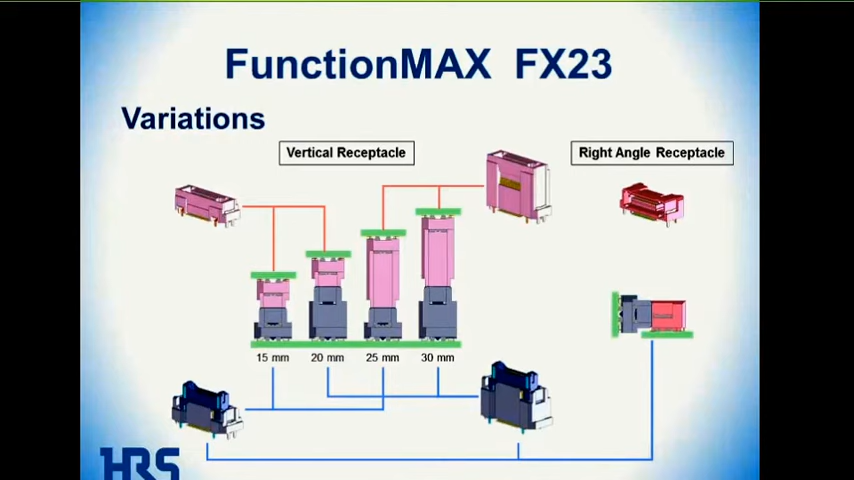 FunctionMAX FX23
Variations
Vertical Receptacle
Right Angle Receptacle
15 mm
20 mm
25 mm
30 mm
HRS